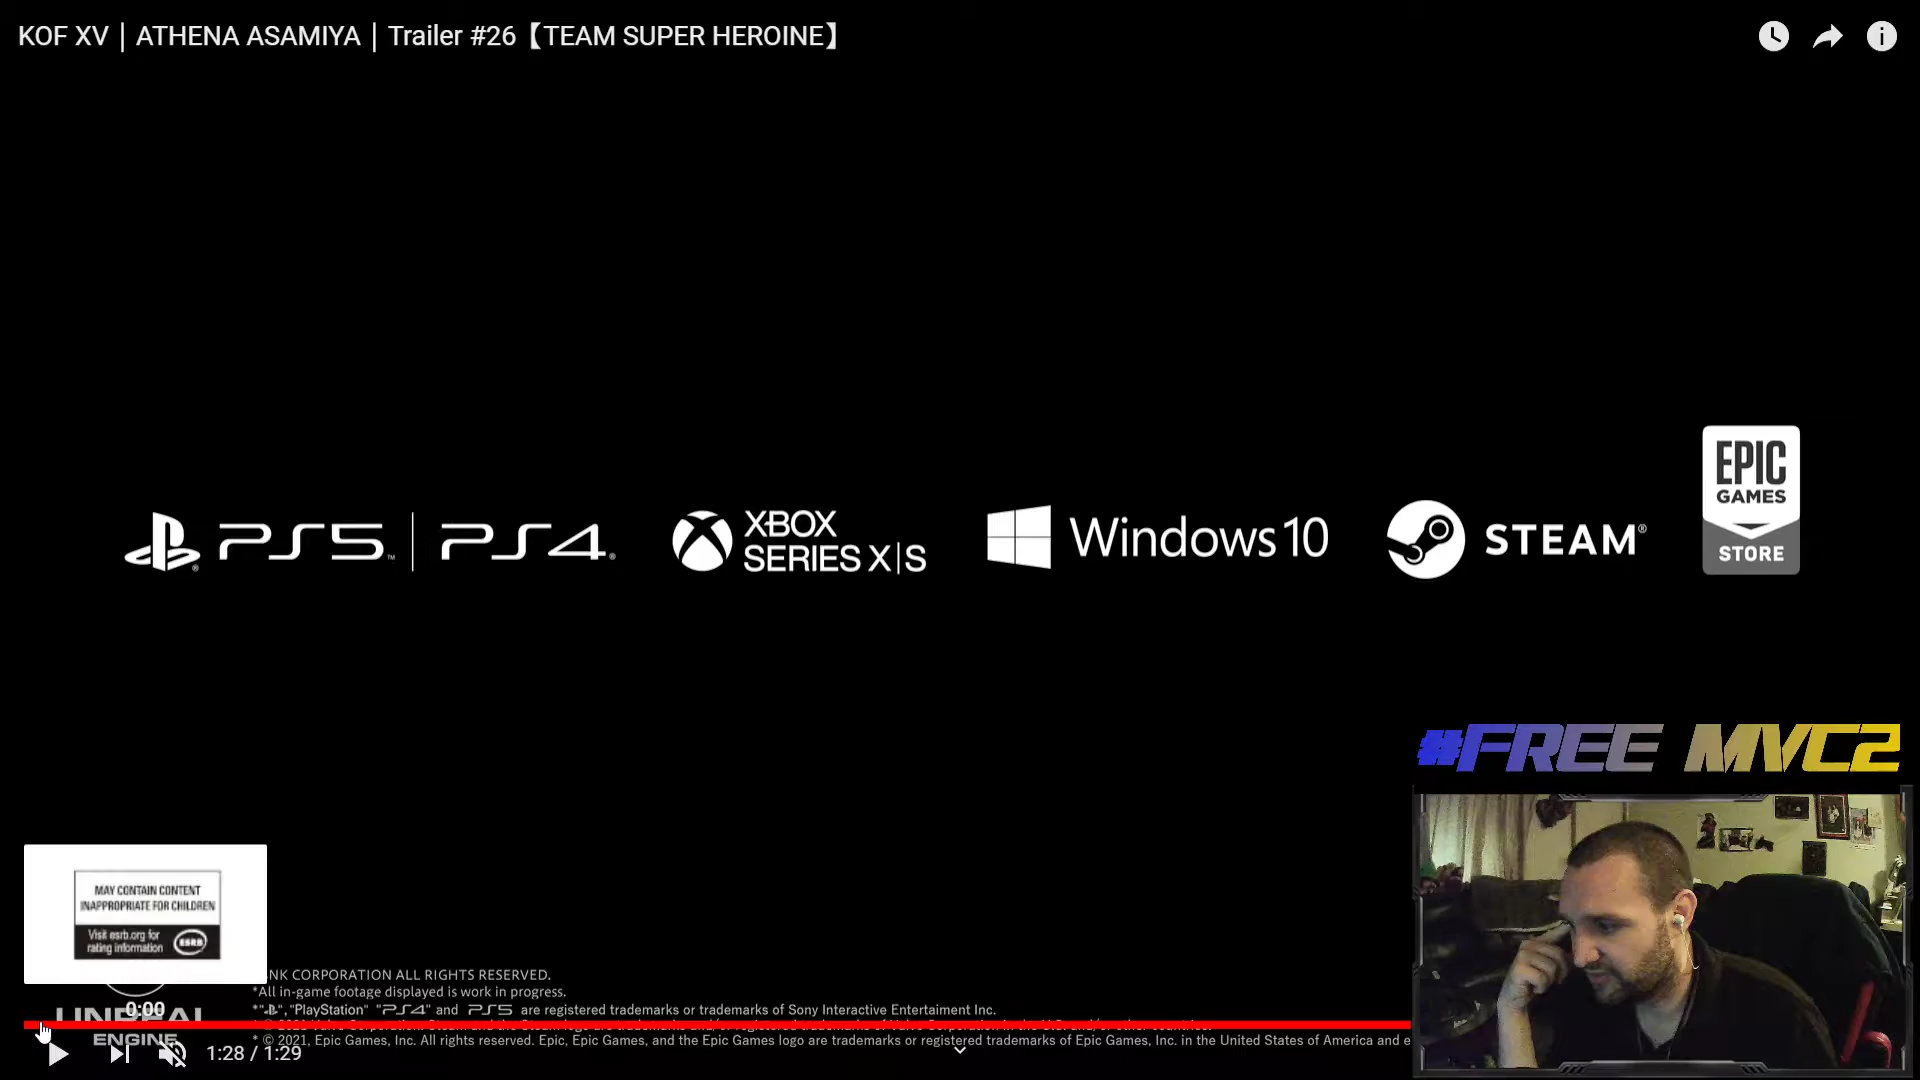 KOF XV | ATHENA ASAMIYA | Trailer #26【TEAM SUPER HEROINE】
EPIC
GAMES
STORE
PS5 | PS4
XBOX
SERIES X|S
Windows 10
STEAM®
#FREE MVC2
MAY CONTAIN CONTENT
INAPPROPRIATE FOR CHILDREN
Visit esrb.org for
rating information
ESRB
SNK CORPORATION ALL RIGHTS RESERVED.
*All in-game footage displayed is work in progress.
0:00
*"PlayStation" "PS4" and PS5 are registered trademarks or trademarks of Sony Interactive Entertaiment Inc.
UNREAL
ENGINE
* © 2021, Epic Games, Inc. All rights reserved. Epic, Epic Games, and the Epic Games logo are trademarks or registered trademarks of Epic Games, Inc. in the United States of America and e
1:28 / 1:29